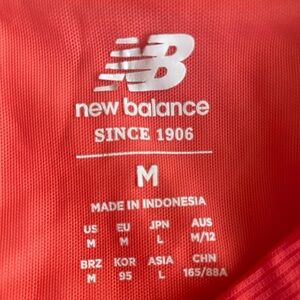 NB
new balance
SINCE 1906
M
MADE IN INDONESIA
US EU JPN AUS
M M L M/12
BRZ KOR ASIA CHN
M 95 L 165/88A